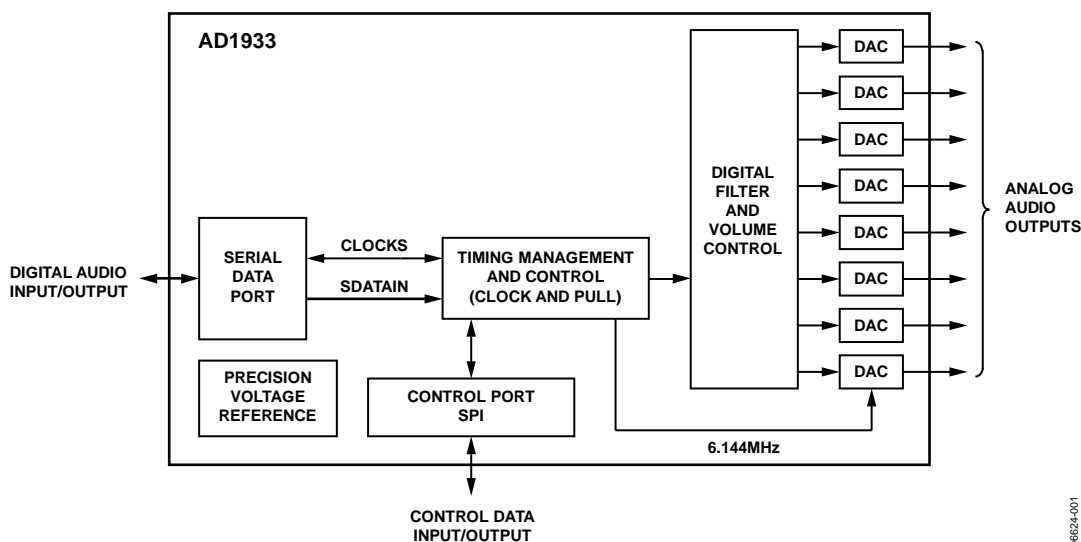 AD1933
DAC
DAC
DAC
DAC
DAC
DAC
DAC
DAC
DIGITAL
FILTER
AND
VOLUME
CONTROL
ANALOG
AUDIO
OUTPUTS
DIGITAL AUDIO
INPUT/OUTPUT
SERIAL
DATA
PORT
CLOCKS
SDATAIN
TIMING MANAGEMENT
AND CONTROL
(CLOCK AND PULL)
PRECISION
VOLTAGE
REFERENCE
CONTROL PORT
SPI
6.144MHz
CONTROL DATA
INPUT/OUTPUT
06624-001